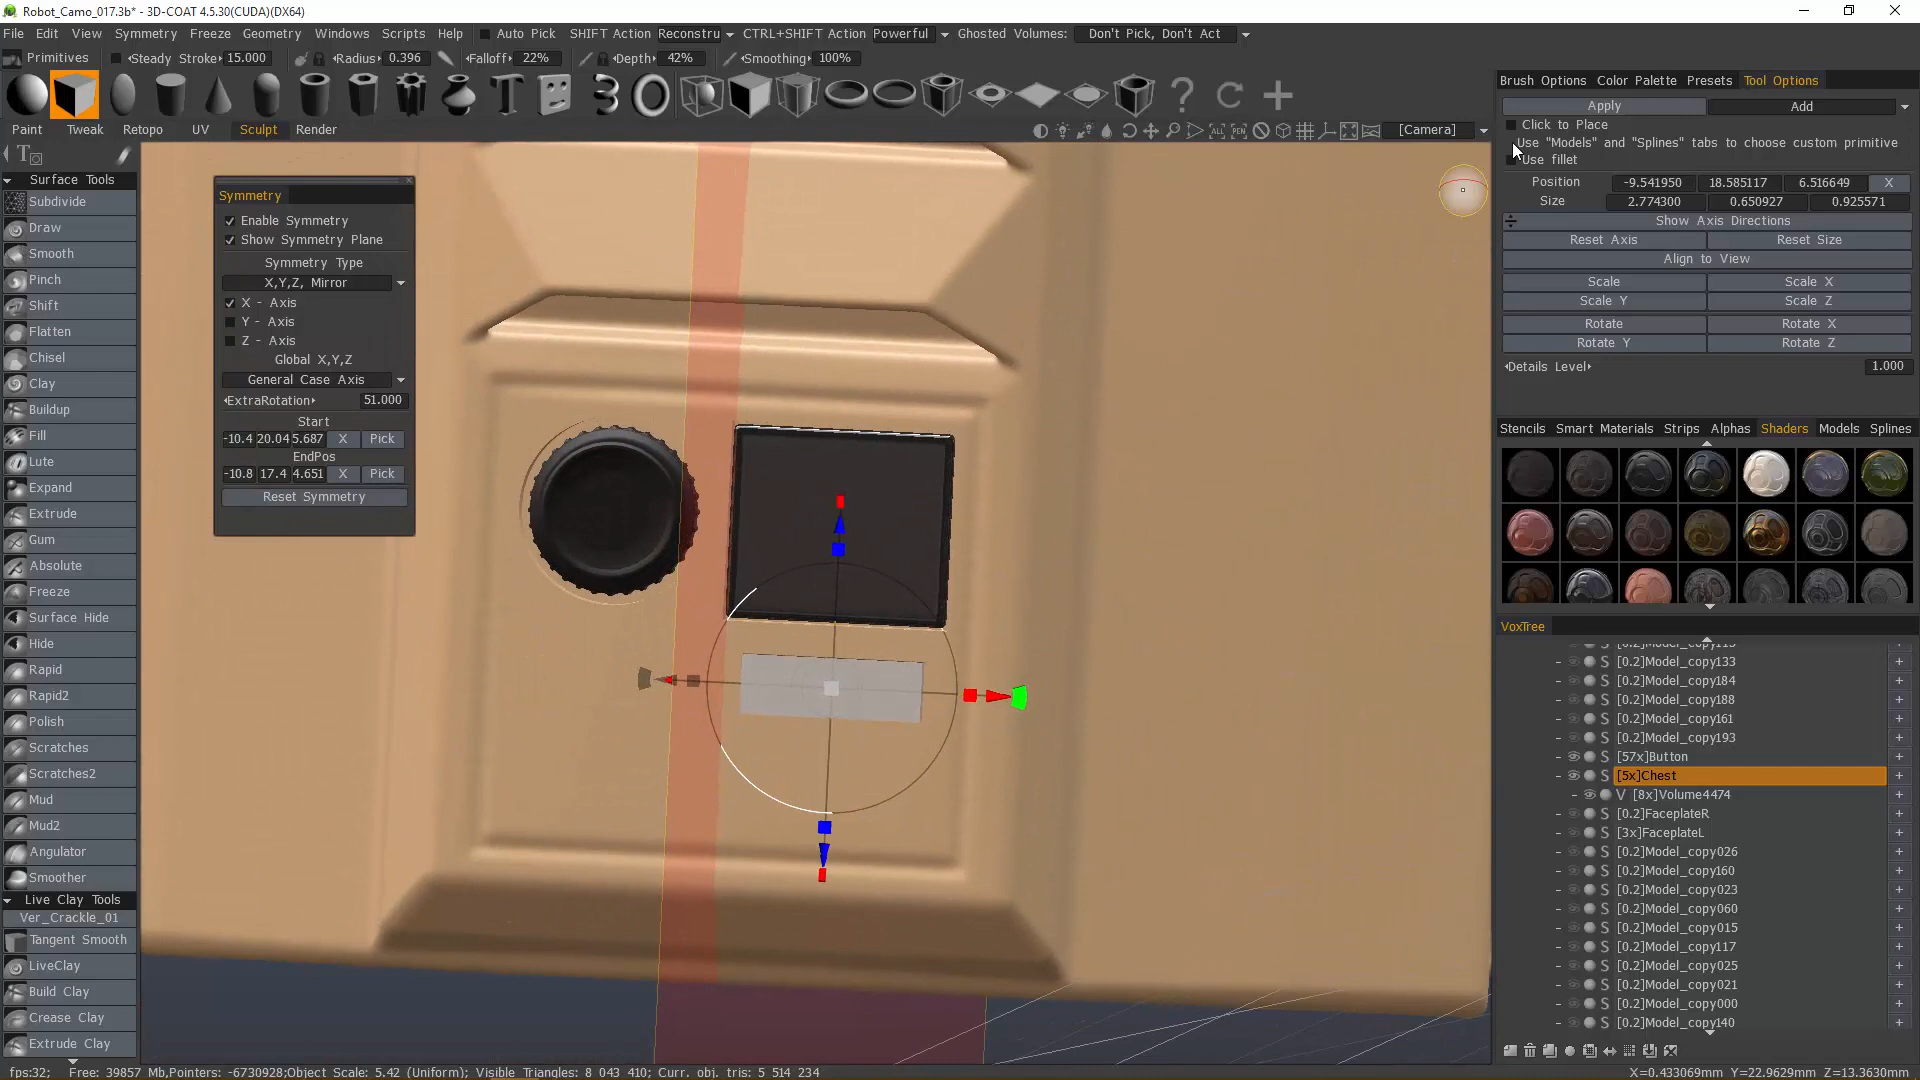 Robot_Camo_017.3b* - 3D-COAT 4.5.30(CUDA)(DX64)
File Edit View Symmetry Freeze Geometry Windows Scripts Help Auto Pick SHIFT Action Reconstru CTRL+SHIFT Action Powerful Ghosted Volumes: Don't Pick, Don't Act
Primitives Steady Stroke 15.000 Radius 0.396 Falloff 22% Depth 42% Smoothing 100%
Paint Tweak Retopo UV Sculpt Render [Camera]
Surface Tools
Subdivide
Draw
Smooth
Pinch
Shift
Flatten
Chisel
Clay
Buildup
Fill
Lute
Expand
Extrude
Gum
Absolute
Freeze
Surface Hide
Hide
Rapid
Rapid2
Polish
Scratches
Scratches2
Mud
Mud2
Angulator
Smoother
Live Clay Tools
Ver_Crackle_01
Tangent Smooth
LiveClay
Build Clay
Crease Clay
Extrude Clay
Symmetry
Enable Symmetry
Show Symmetry Plane
Symmetry Type
X,Y,Z, Mirror
X - Axis
Y - Axis
Z - Axis
Global X,Y,Z
General Case Axis
ExtraRotation 51.000
Start
-10.4 20.04 5.687 X Pick
EndPos
-10.8 17.4 4.651 X Pick
Reset Symmetry
Brush Options Color Palette Presets Tool Options
Apply Add
Click to Place
Use "Models" and "Splines" tabs to choose custom primitive
Use fillet
Position -9.541950 18.585117 6.516649 X
Size 2.774300 0.650927 0.925571
Show Axis Directions
Reset Axis Reset Size
Align to View
Scale Scale X
Scale Y Scale Z
Rotate Rotate X
Rotate Y Rotate Z
Details Level 1.000
Stencils Smart Materials Strips Alphas Shaders Models Splines
VoxTree
S [0.2]Model_copy133 +
S [0.2]Model_copy184 +
S [0.2]Model_copy188 +
S [0.2]Model_copy161 +
S [0.2]Model_copy193 +
S [57x]Button +
S [5x]Chest +
V [8x]Volume4474 +
S [0.2]FaceplateR +
S [3x]FaceplateL +
S [0.2]Model_copy026 +
S [0.2]Model_copy160 +
S [0.2]Model_copy023 +
S [0.2]Model_copy060 +
S [0.2]Model_copy015 +
S [0.2]Model_copy117 +
S [0.2]Model_copy025 +
S [0.2]Model_copy021 +
S [0.2]Model_copy000 +
S [0.2]Model_copy140 +
fps:32; Free: 39857 Mb,Pointers: -6730928;Object Scale: 5.42 (Uniform); Visible Triangles: 8 043 410; Curr. obj. tris: 5 514 234 X=0.433069mm Y=22.9629mm Z=13.3630mm